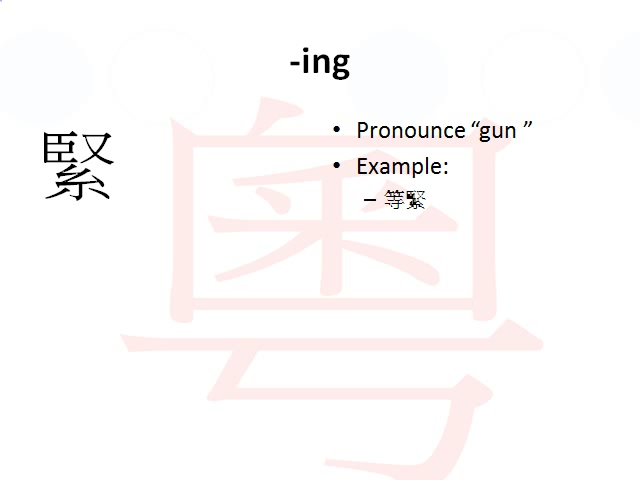 -ing
緊
• Pronounce “gun ”
• Example:
– 等緊
粵